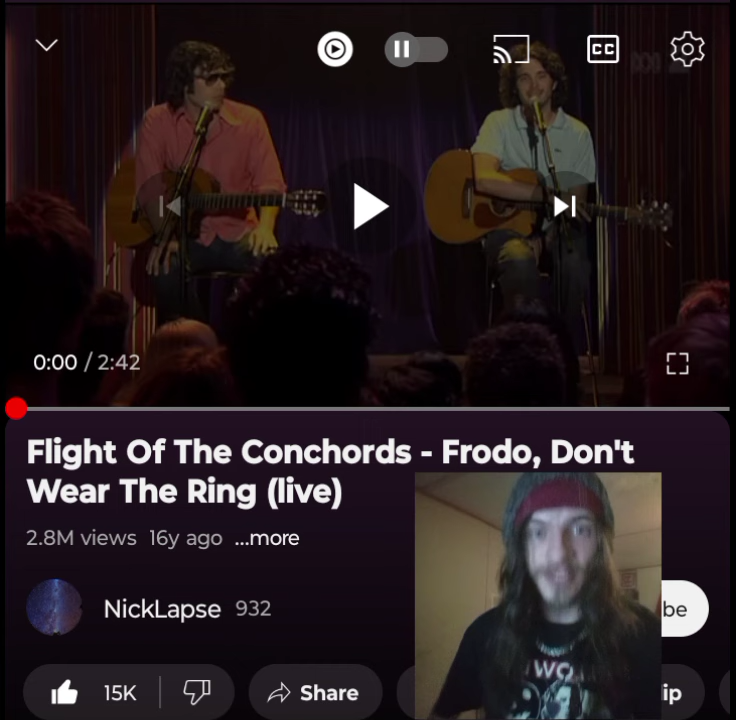 CC
0:00 / 2:42
Flight Of The Conchords - Frodo, Don't
Wear The Ring (live)
2.8M views 16y ago ...more
NickLapse 932
be
15K
Share
ip